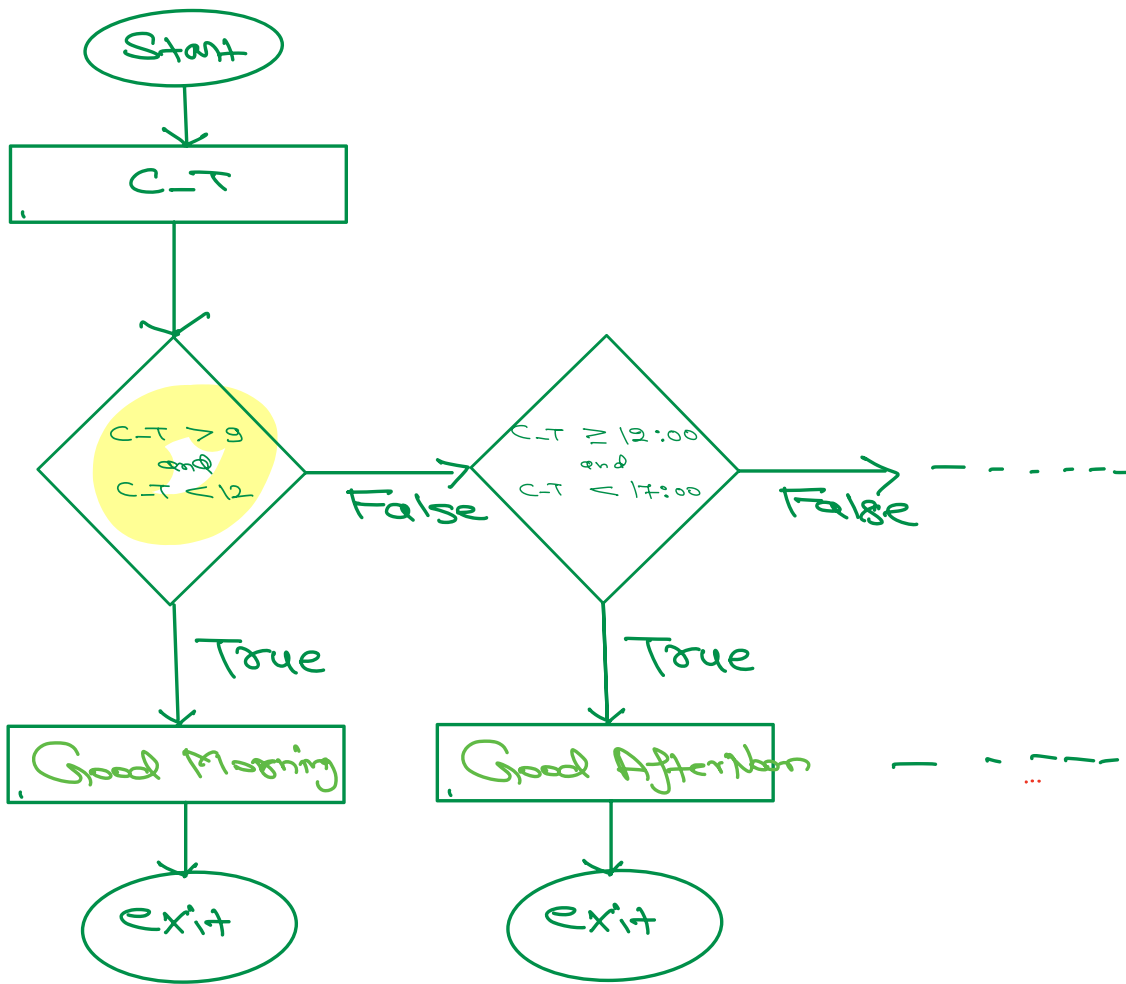 Start
C_T
C_T > 9
and
C_T < 12
False
C_T ≥ 12:00
and
C_T < 17:00
False
True
True
Good Morning
Good AfterNoon
exit
exit